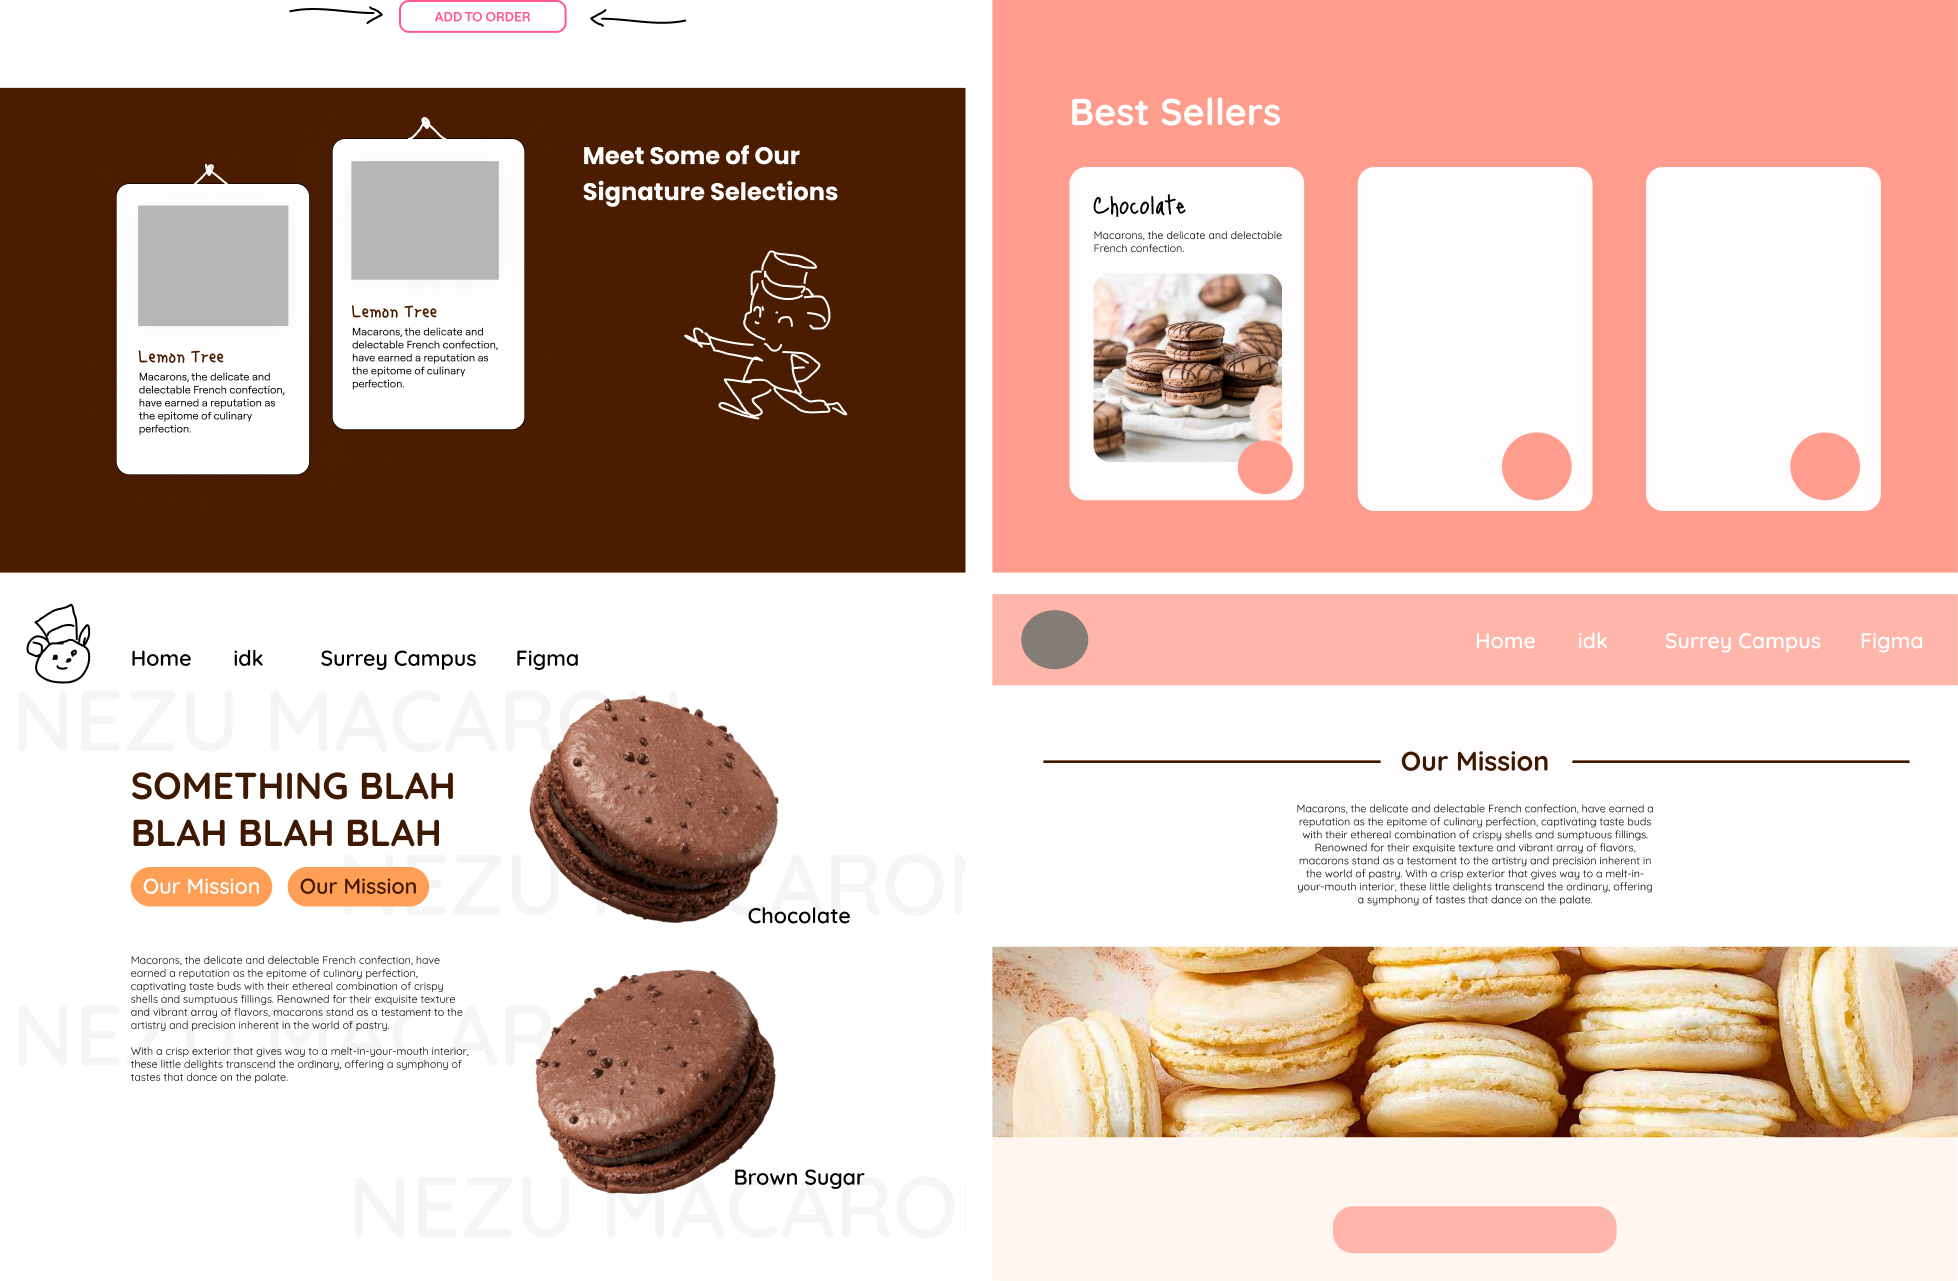 ADD TO ORDER
Meet Some of Our
Signature Selections
Lemon Tree
Macarons, the delicate and
delectable French confection,
have earned a reputation as
the epitome of culinary
perfection.
Lemon Tree
Macarons, the delicate and
delectable French confection,
have earned a reputation as
the epitome of culinary
perfection.
Best Sellers
Chocolate
Macarons, the delicate and delectable
French confection.
Home idk Surrey Campus Figma
NEZU MACARON
SOMETHING BLAH
BLAH BLAH BLAH
Our Mission Our Mission
NEZU MACARON
Chocolate
Macarons, the delicate and delectable French confection, have
earned a reputation as the epitome of culinary perfection,
captivating taste buds with their ethereal combination of crispy
shells and sumptuous fillings. Renowned for their exquisite texture
and vibrant array of flavors, macarons stand as a testament to the
artistry and precision inherent in the world of pastry.
NEZU MACAR
With a crisp exterior that gives way to a melt-in-your-mouth interior,
these little delights transcend the ordinary, offering a symphony of
tastes that dance on the palate.
Brown Sugar
NEZU MACARON
Home idk Surrey Campus Figma
Our Mission
Macarons, the delicate and delectable French confection, have earned a
reputation as the epitome of culinary perfection, captivating taste buds
with their ethereal combination of crispy shells and sumptuous fillings.
Renowned for their exquisite texture and vibrant array of flavors,
macarons stand as a testament to the artistry and precision inherent in
the world of pastry. With a crisp exterior that gives way to a melt-in-
your-mouth interior, these little delights transcend the ordinary, offering
a symphony of tastes that dance on the palate.